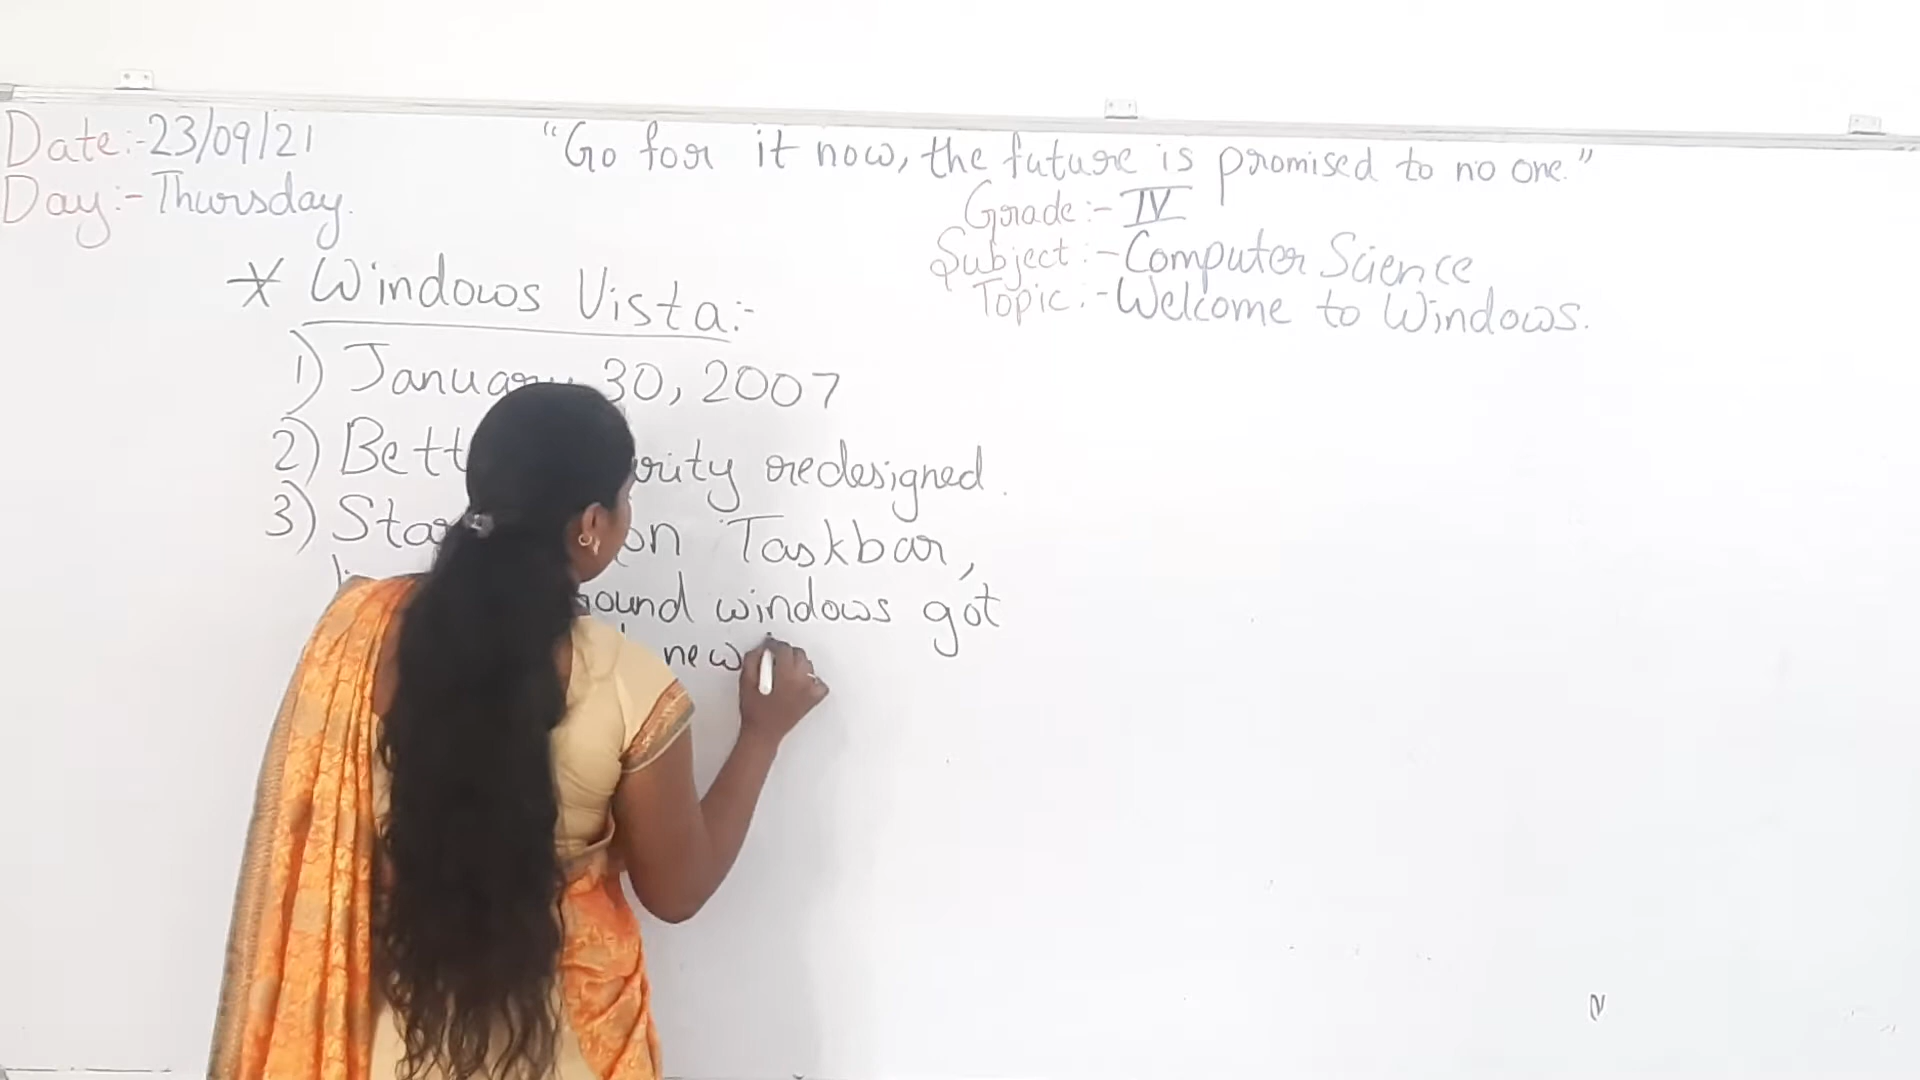 Date:-23/09/21
Day:-Thursday.
"Go for it now, the future is promised to no one."
Grade:-IV
Subject:-Computer Science
Topic:-Welcome to Windows.
* Windows Vista:-
1) January 30, 2007
2) redesigned.
3) on Taskbar,
windows got
new